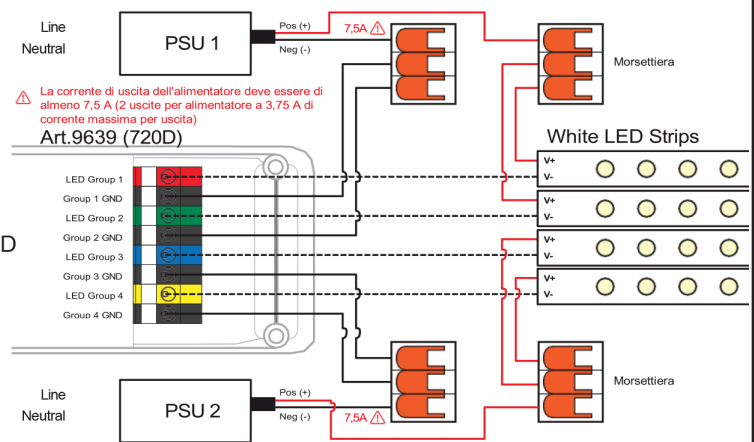 Line
Neutral
PSU 1
Pos (+)
Neg (-)
7,5A
Morsettiera
La corrente di uscita dell'alimentatore deve essere di
almeno 7,5 A (2 uscite per alimentatore a 3,75 A di
corrente massima per uscita)
Art.9639 (720D)
White LED Strips
LED Group 1
Group 1 GND
LED Group 2
Group 2 GND
LED Group 3
Group 3 GND
LED Group 4
Group 4 GND
D
V+
V-
V+
V-
V+
V-
V+
V-
Line
Neutral
PSU 2
Pos (+)
Neg (-)
7,5A
Morsettiera